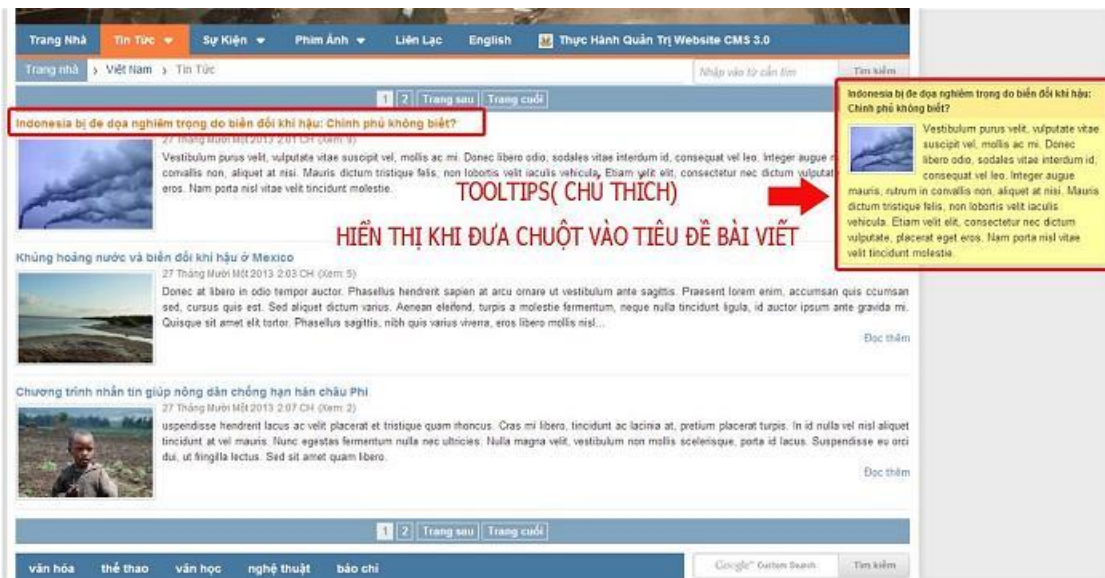 Trang Nhà Tin Tức Sự Kiện Phim Ảnh Liên Lạc English Thực Hành Quản Trị Website CMS 3.0
Trang nhà > Việt Nam > Tin Tức Nhập vào từ cần tìm Tìm kiếm
1 2 Trang sau Trang cuối
Indonesia bị đe dọa nghiêm trọng do biến đổi khí hậu: Chính phủ không biết?
27 Tháng Mười Một 2013 2:01 CH (Xem: 9)
Vestibulum purus velit, vulputate vitae suscipit vel, mollis ac mi. Donec libero odio, sodales vitae interdum id, consequat vel leo. Integer augue
convallis non, aliquet at nisi. Mauris dictum tristique felis, non lobortis velit iaculis vehicula. Etiam velit elit, consectetur nec dictum vulputat
eros. Nam porta nisl vitae velit tincidunt molestie.
TOOLTIPS( CHÚ THÍCH)
HIỂN THỊ KHI ĐƯA CHUỘT VÀO TIÊU ĐỀ BÀI VIẾT
Indonesia bị đe dọa nghiêm trọng do biến đổi khí hậu:
Chính phủ không biết?
Vestibulum purus velit, vulputate vitae
suscipit vel, mollis ac mi. Donec
libero odio, sodales vitae interdum id,
consequat vel leo. Integer augue
mauris, rutrum in convallis non, aliquet at nisi. Mauris
dictum tristique felis, non lobortis velit iaculis
vehicula. Etiam velit elit, consectetur nec dictum
vulputate, placerat eget eros. Nam porta nisl vitae
velit tincidunt molestie.
Khủng hoảng nước và biến đổi khí hậu ở Mexico
27 Tháng Mười Một 2013 2:03 CH (Xem: 5)
Donec at libero in odio tempor auctor. Phasellus hendrerit sapien at arcu ornare ut vestibulum ante sagittis. Praesent lorem enim, accumsan quis ccumsan
sed, cursus quis est. Sed aliquet dictum varius. Aenean eleifend, turpis a molestie fermentum, neque nulla tincidunt ligula, id auctor ipsum ante gravida mi.
Quisque sit amet elit tortor. Phasellus sagittis, nibh quis varius viverra, eros libero mollis nisl...
Đọc thêm
Chương trình nhắn tin giúp nông dân chống hạn hán châu Phi
27 Tháng Mười Một 2013 2:07 CH (Xem: 2)
uspendisse hendrerit lacus ac velit placerat et tristique quam rhoncus. Cras mi libero, tincidunt ac lacinia at, pretium placerat turpis. In id nulla vel nisl aliquet
tincidunt at vel mauris. Nunc egestas fermentum nulla nec ultricies. Nulla magna velit, vestibulum non mollis scelerisque, porta id lacus. Suspendisse eu orci
dui, ut fringilla lectus. Sed sit amet quam libero.
Đọc thêm
1 2 Trang sau Trang cuối
văn hóa thể thao văn học nghệ thuật báo chí Google™ Custom Search Tìm kiếm